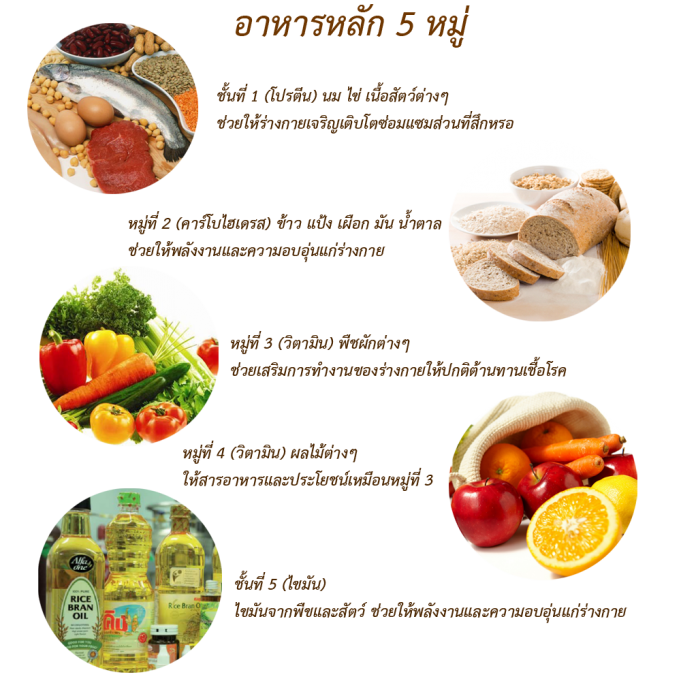 อาหารหลัก 5 หมู่
ชั้นที่ 1 (โปรตีน) นม ไข่ เนื้อสัตว์ต่างๆ
ช่วยให้ร่างกายเจริญเติบโตซ่อมแซมส่วนที่สึกหรอ
หมู่ที่ 2 (คาร์โบไฮเดรส) ข้าว แป้ง เผือก มัน น้ำตาล
ช่วยให้พลังงานและความอบอุ่นแก่ร่างกาย
หมู่ที่ 3 (วิตามิน) พืชผักต่างๆ
ช่วยเสริมการทำงานของร่างกายให้ปกติต้านทานเชื้อโรค
หมู่ที่ 4 (วิตามิน) ผลไม้ต่างๆ
ให้สารอาหารและประโยชน์เหมือนหมู่ที่ 3
Alfa
one
RICE
BRAN
OIL
คิง
Rice Bran Oil
ชั้นที่ 5 (ไขมัน)
ไขมันจากพืชและสัตว์ ช่วยให้พลังงานและความอบอุ่นแก่ร่างกาย